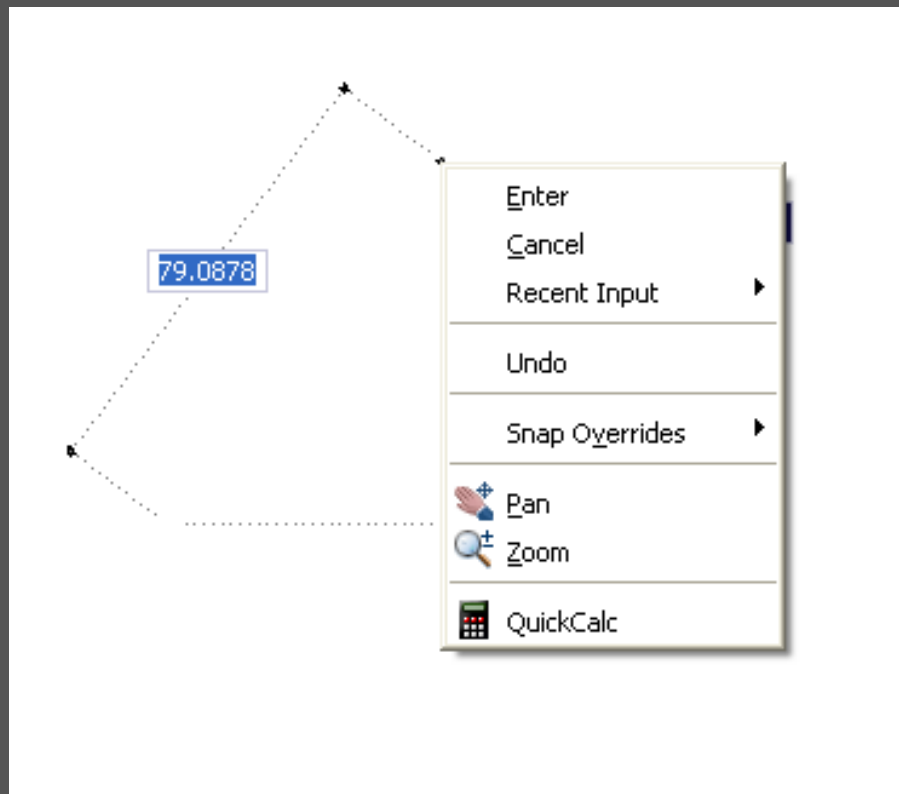 79.0878
Enter
Cancel
Recent Input
Undo
Snap Overrides
Pan
Zoom
QuickCalc